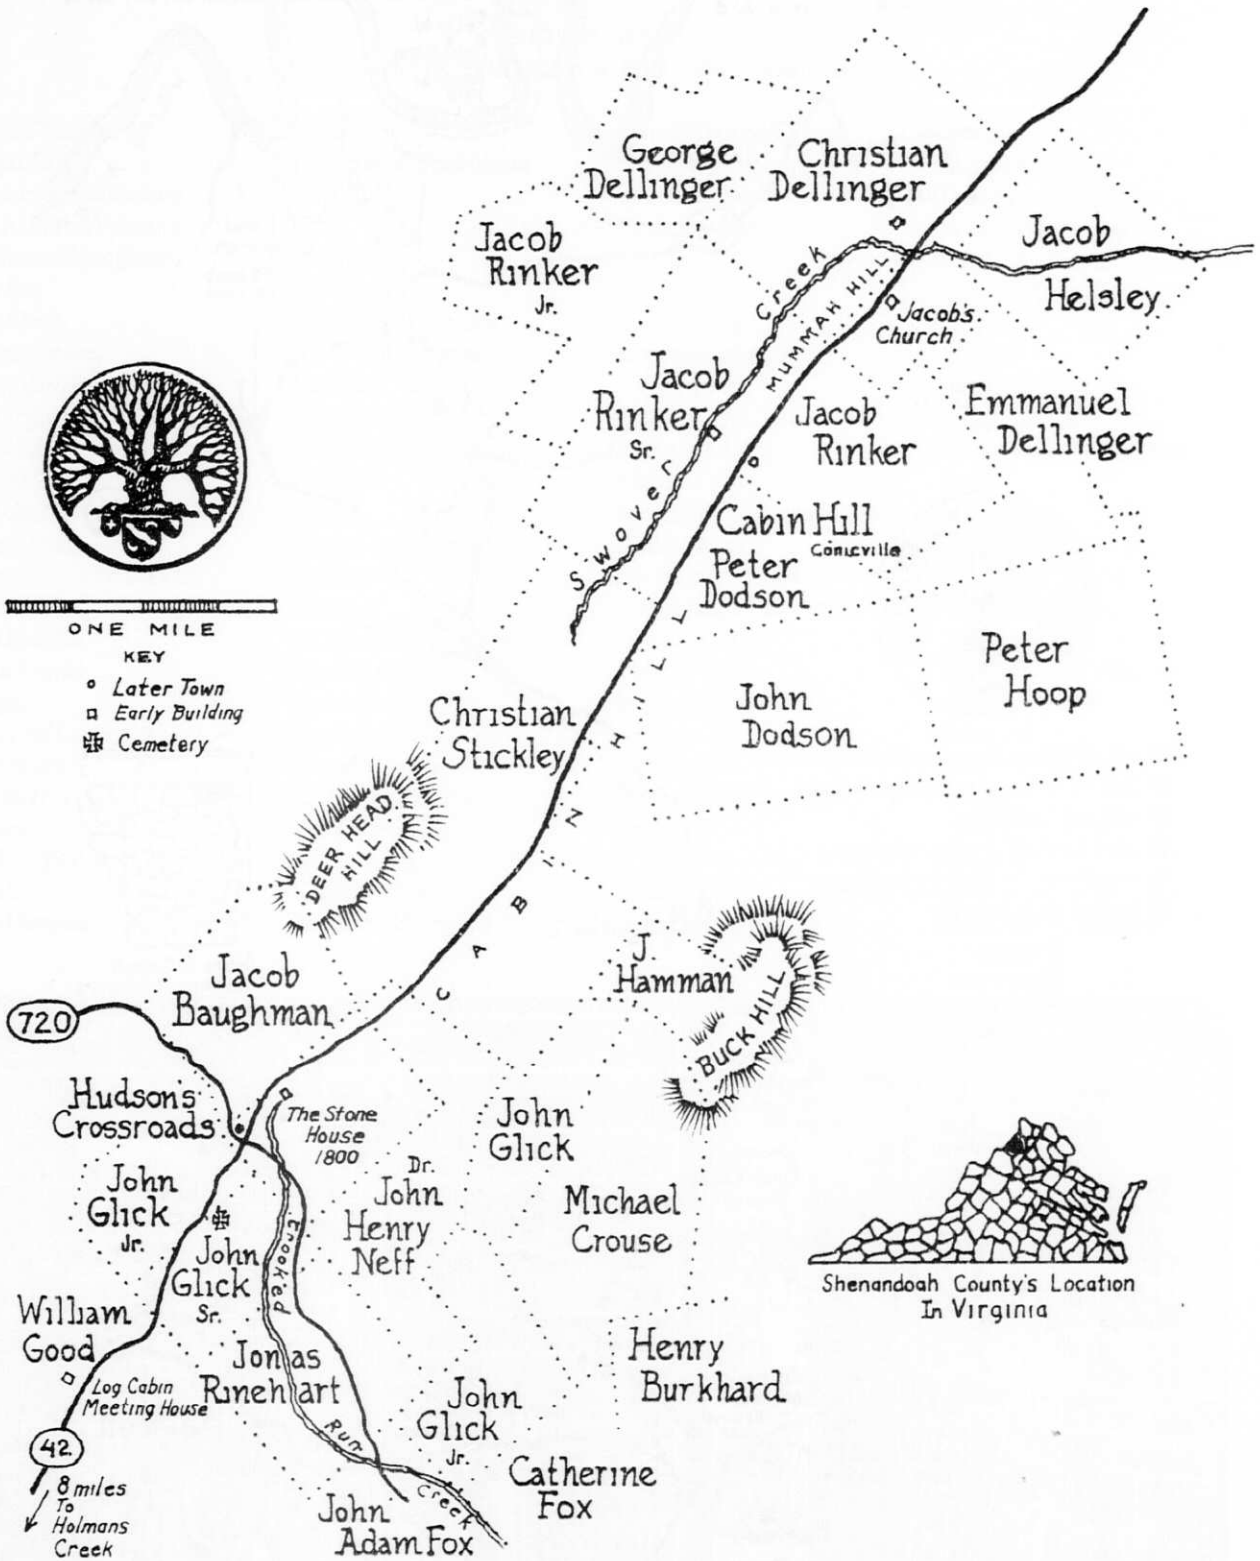 George
Dellinger
Christian
Dellinger
Jacob
Rinker
Jr.
Jacob
Helsley
Swover Creek
MUMMAH HILL
Jacob's
Church
Jacob
Rinker
Sr.
Jacob
Rinker
Emmanuel
Dellinger
Cabin Hill
Conicville
Peter
Dodson
ONE MILE
KEY
Later Town
Early Building
Cemetery
Peter
Hoop
John
Dodson
Christian
Stickley
CABIN HILL
DEER HEAD
HILL
J
Hamman
BUCK HILL
Jacob
Baughman
720
Hudson's
Crossroads
The Stone
House
1800
John
Glick
Dr.
John
Henry
Neff
John
Glick
Jr.
Michael
Crouse
John
Glick
Sr.
Crooked
Run
Creek
Shenandoah County's Location
In Virginia
William
Good
Log Cabin
Meeting House
Jonas
Rinehart
Henry
Burkhard
John
Glick
Jr.
Catherine
Fox
42
8 miles
To
Holmans
Creek
John
Adam Fox